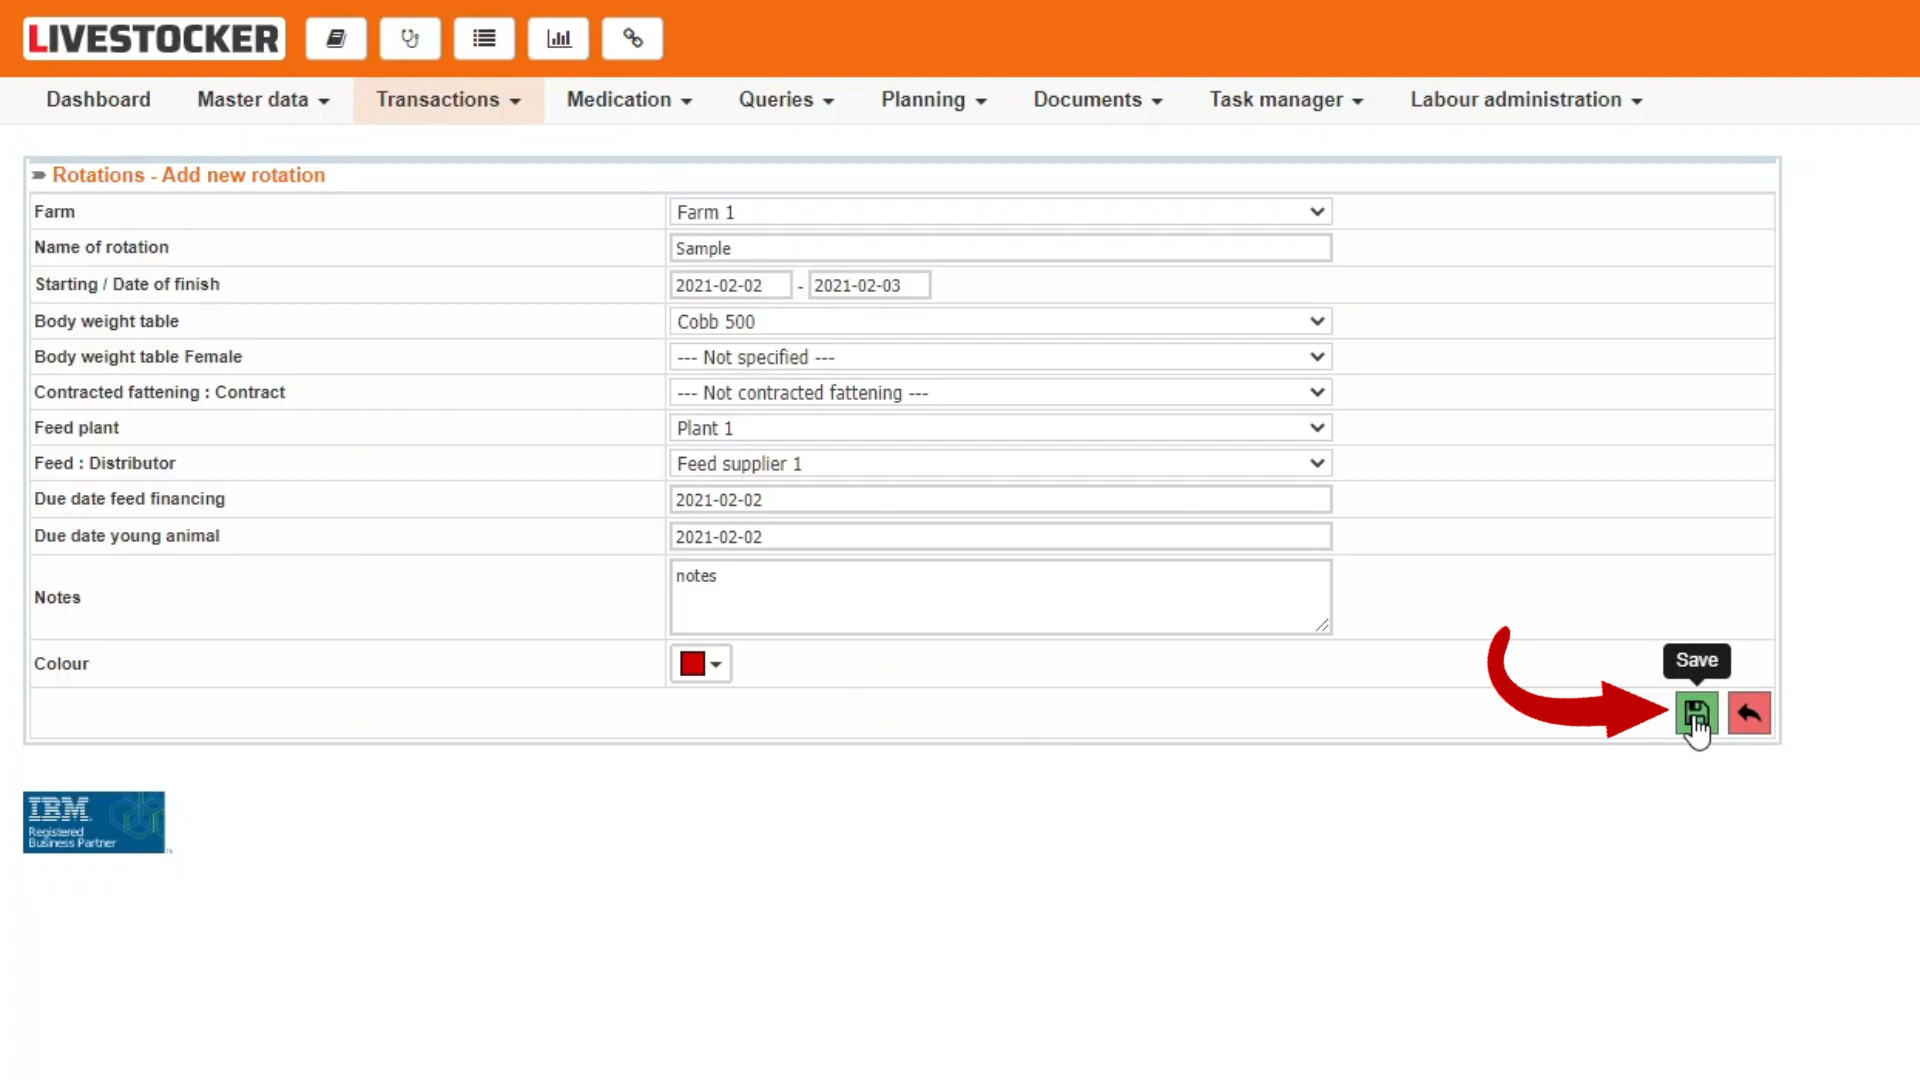 LIVESTOCKER
Dashboard Master data Transactions Medication Queries Planning Documents Task manager Labour administration
Rotations - Add new rotation
Farm Farm 1
Name of rotation Sample
Starting / Date of finish 2021-02-02 - 2021-02-03
Body weight table Cobb 500
Body weight table Female --- Not specified ---
Contracted fattening : Contract --- Not contracted fattening ---
Feed plant Plant 1
Feed : Distributor Feed supplier 1
Due date feed financing 2021-02-02
Due date young animal 2021-02-02
Notes notes
Colour
Save
IBM
Registered
Business Partner